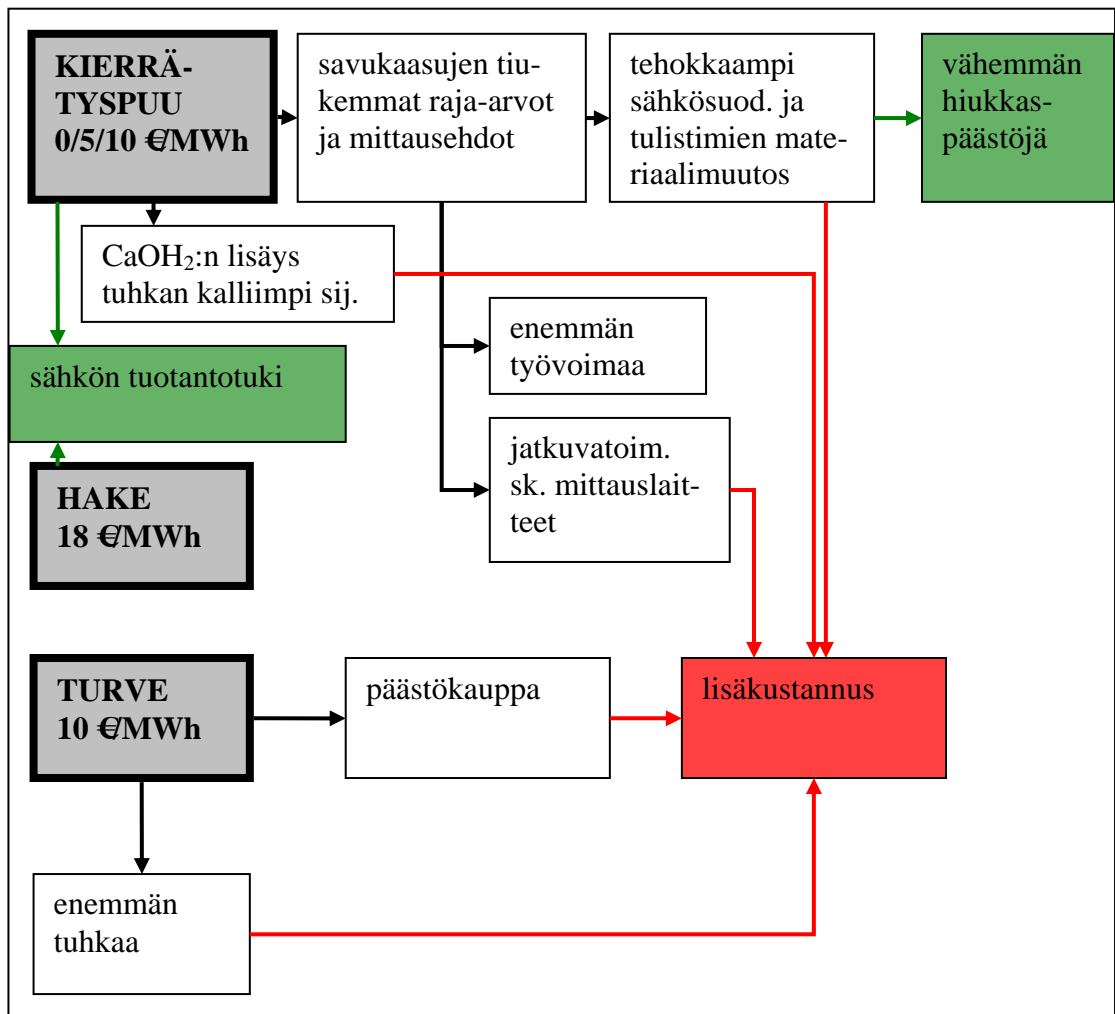 KIERRÄ-
TYSPUU
0/5/10 €/MWh
savukaasujen tiu-
kemmat raja-arvot
ja mittausehdot
tehokkaampi
sähkösuod. ja
tulistimien mate-
riaalimuutos
vähemmän
hiukkas-
päästöjä
CaOH₂:n lisäys
tuhkan kalliimpi sij.
enemmän
työvoimaa
sähkön tuotantotuki
jatkuvatoim.
sk. mittauslait-
teet
HAKE
18 €/MWh
TURVE
10 €/MWh
päästökauppa
lisäkustannus
enemmän
tuhkaa